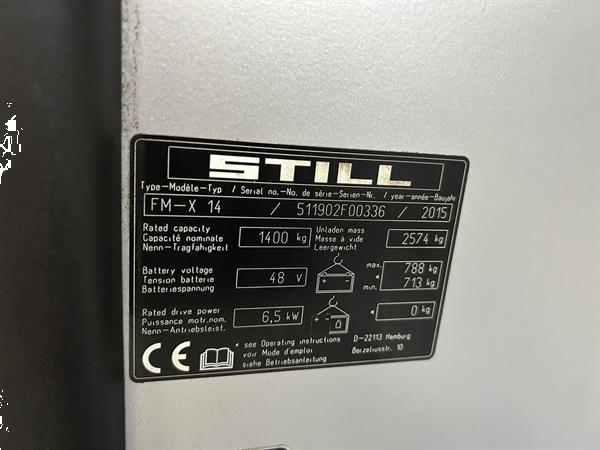 STILL
Type-Modèle-Typ / Serial no.-No. de série-Serien-Nr. / year-année-Baujahr
FM-X 14 / 511902F00336 / 2015
Rated capacity
Capacité nominale
Nenn-Tragfähigkeit
1400 kg
Unladen mass
Masse à vide
Leergewicht
2574 kg
Battery voltage
Tension batterie
Batteriespannung
48 V
+ -
max. 788 kg
*
min. 713 kg
Rated drive power
Puissance motr.nom.
Nenn-Antriebsleist.
6,5 kW
* 0 kg
CE
* see Operating instructions
voir Mode d'emploi
siehe Betriebsanleitung
D-22113 Hamburg
Berzeliusstr. 10